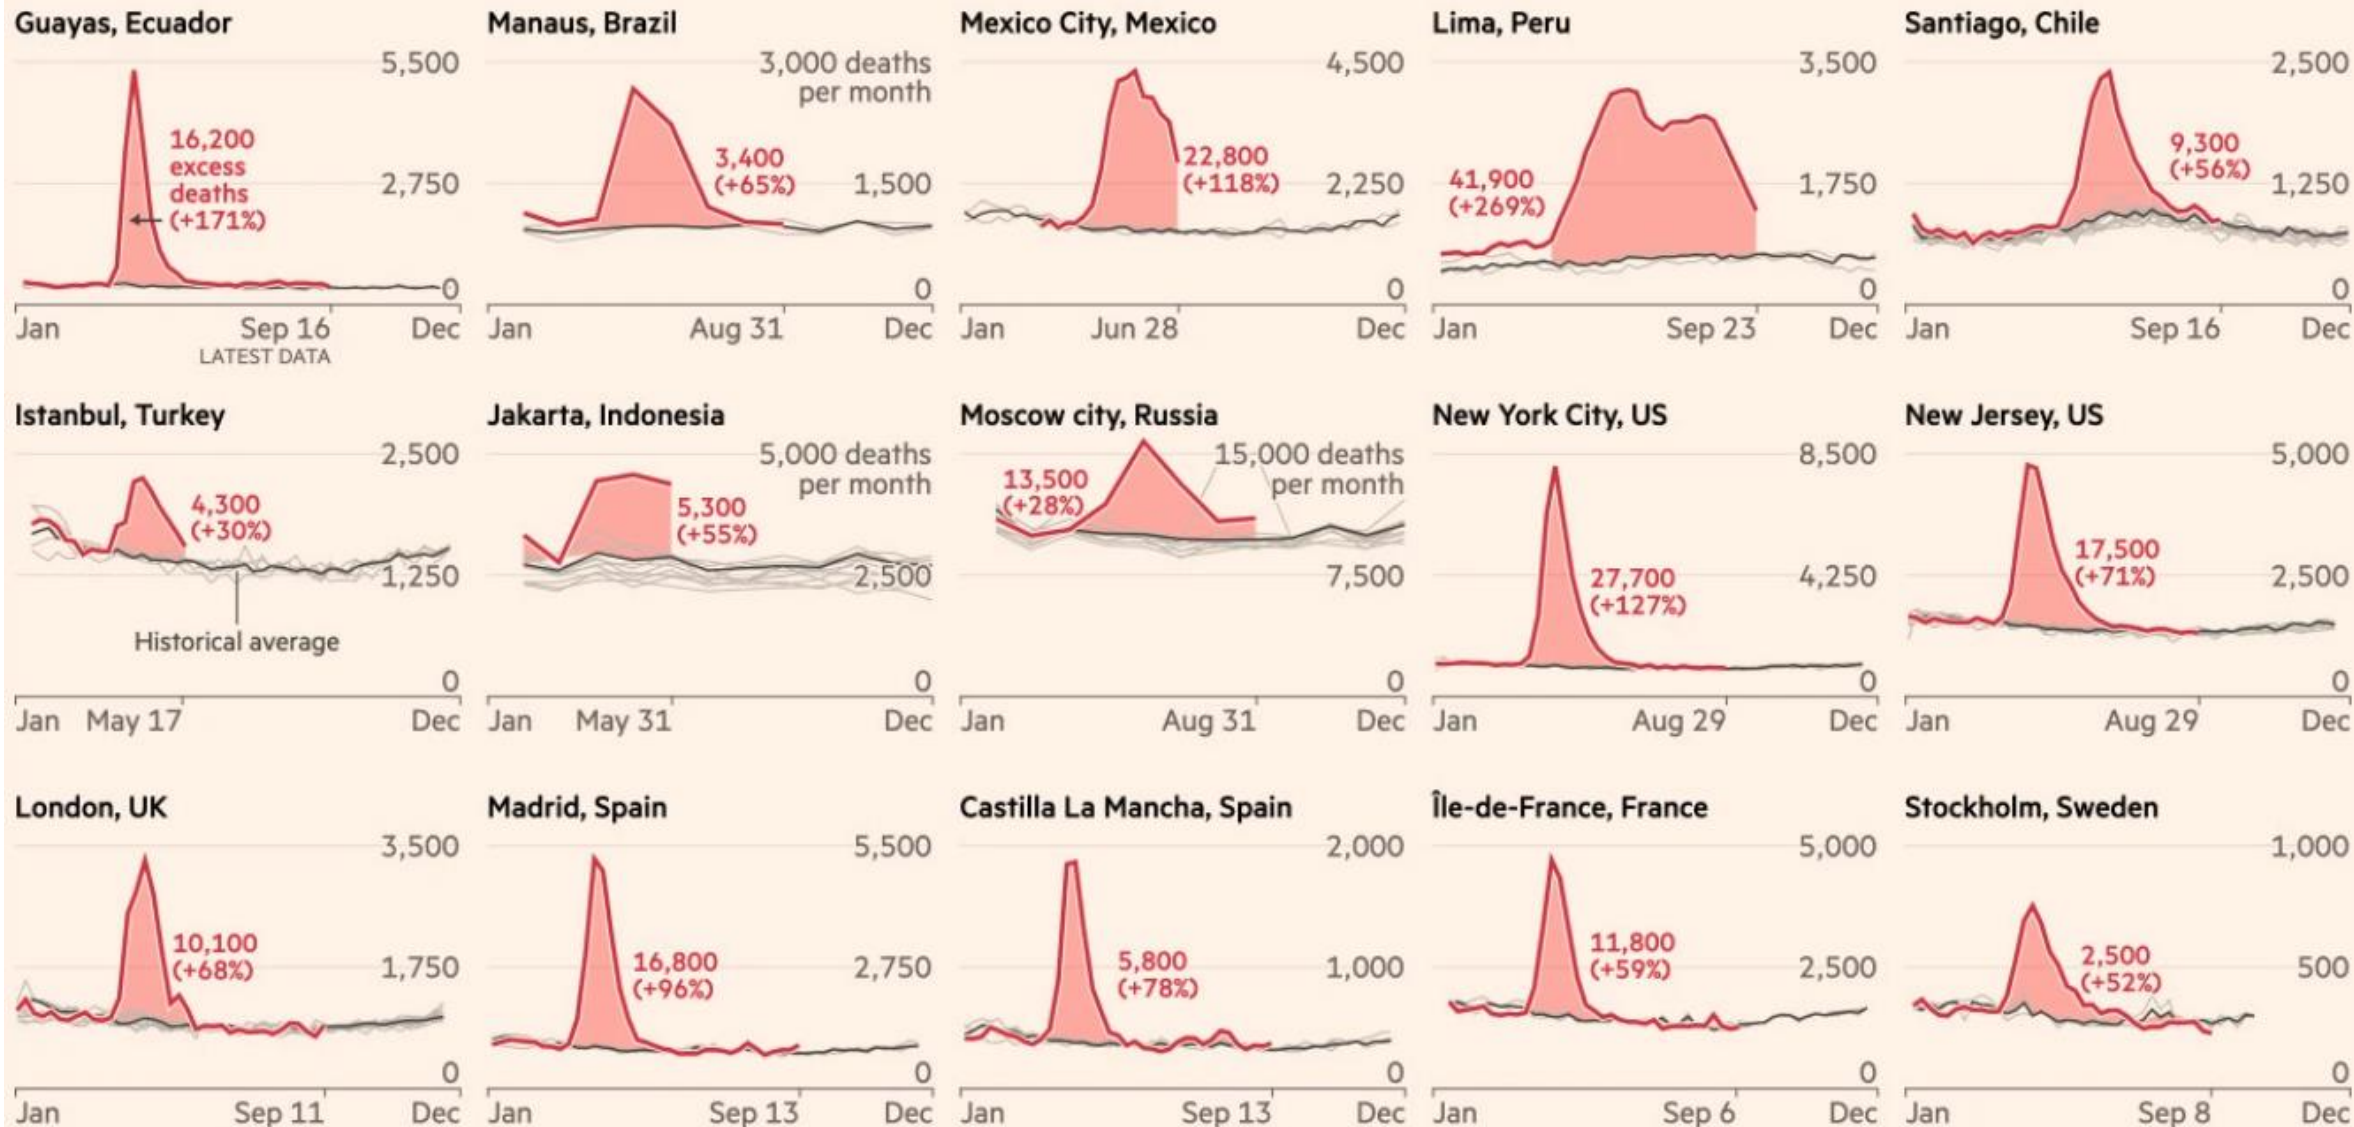 Guayas, Ecuador
5,500
16,200
excess
deaths
(+171%)
2,750
0
Jan
Sep 16
Dec
LATEST DATA
Manaus, Brazil
3,000 deaths
per month
3,400
(+65%)
1,500
0
Jan
Aug 31
Dec
Mexico City, Mexico
4,500
22,800
(+118%)
2,250
0
Jan
Jun 28
Dec
Lima, Peru
3,500
41,900
(+269%)
1,750
0
Jan
Sep 23
Dec
Santiago, Chile
2,500
9,300
(+56%)
1,250
0
Jan
Sep 16
Dec
Istanbul, Turkey
2,500
4,300
(+30%)
1,250
Historical average
0
Jan
May 17
Dec
Jakarta, Indonesia
5,000 deaths
per month
5,300
(+55%)
2,500
0
Jan
May 31
Dec
Moscow city, Russia
15,000 deaths
per month
13,500
(+28%)
7,500
0
Jan
Aug 31
Dec
New York City, US
8,500
27,700
(+127%)
4,250
0
Jan
Aug 29
Dec
New Jersey, US
5,000
17,500
(+71%)
2,500
0
Jan
Aug 29
Dec
London, UK
3,500
10,100
(+68%)
1,750
0
Jan
Sep 11
Dec
Madrid, Spain
5,500
16,800
(+96%)
2,750
0
Jan
Sep 13
Dec
Castilla La Mancha, Spain
2,000
5,800
(+78%)
1,000
0
Jan
Sep 13
Dec
Île-de-France, France
5,000
11,800
(+59%)
2,500
0
Jan
Sep 6
Dec
Stockholm, Sweden
1,000
2,500
(+52%)
500
0
Jan
Sep 8
Dec